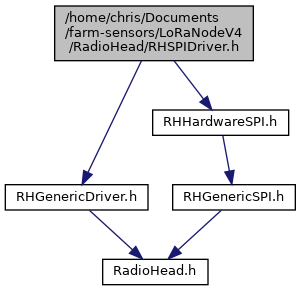 /home/chris/Documents
/farm-sensors/LoRaNodeV4
/RadioHead/RHSPIDriver.h
RHHardwareSPI.h
RHGenericDriver.h
RHGenericSPI.h
RadioHead.h